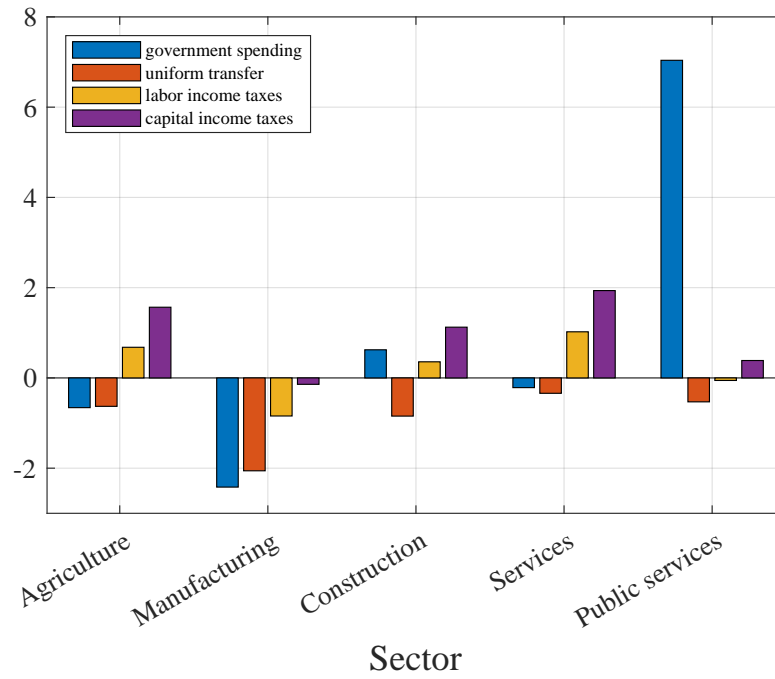 8
6
4
2
0
-2
government spending
uniform transfer
labor income taxes
capital income taxes
Agriculture
Manufacturing
Construction
Services
Public services
Sector